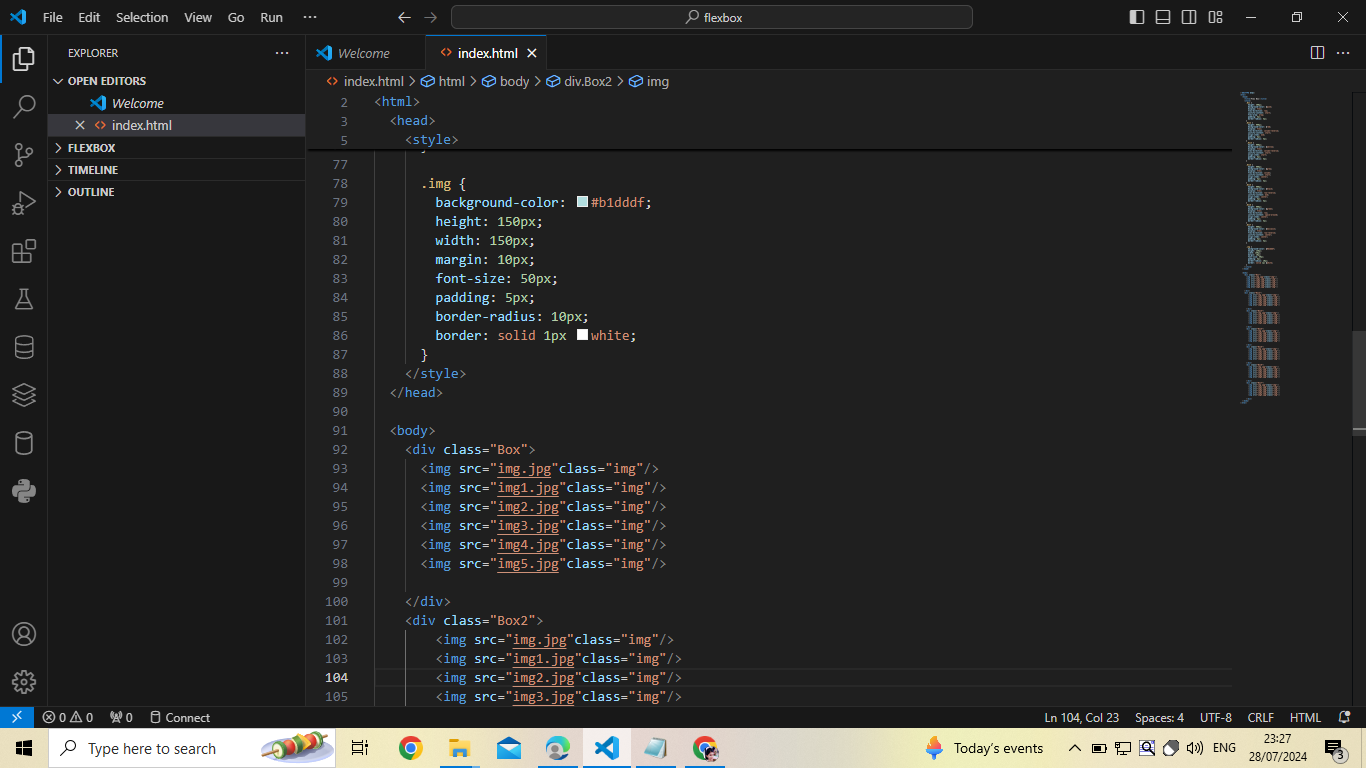 File Edit Selection View Go Run ··· flexbox
EXPLORER ···
OPEN EDITORS
Welcome
index.html
FLEXBOX
TIMELINE
OUTLINE
Welcome index.html
index.html > html > body > div.Box2 > img
2 <html>
3 <head>
5 <style>
77
78 .img {
79 background-color: #b1dddf;
80 height: 150px;
81 width: 150px;
82 margin: 10px;
83 font-size: 50px;
84 padding: 5px;
85 border-radius: 10px;
86 border: solid 1px white;
87 }
88 </style>
89 </head>
90
91 <body>
92 <div class="Box">
93 <img src="img.jpg"class="img"/>
94 <img src="img1.jpg"class="img"/>
95 <img src="img2.jpg"class="img"/>
96 <img src="img3.jpg"class="img"/>
97 <img src="img4.jpg"class="img"/>
98 <img src="img5.jpg"class="img"/>
99
100 </div>
101 <div class="Box2">
102 <img src="img.jpg"class="img"/>
103 <img src="img1.jpg"class="img"/>
104 <img src="img2.jpg"class="img"/>
105 <img src="img3.jpg"class="img"/>
0 0 0 Connect Ln 104, Col 23 Spaces: 4 UTF-8 CRLF HTML
Type here to search Today's events ENG 23:27
28/07/2024 3